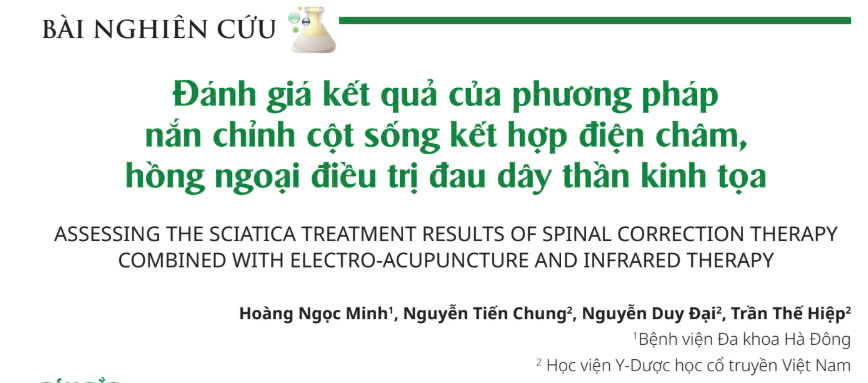 BÀI NGHIÊN CỨU
Đánh giá kết quả của phương pháp
nắn chỉnh cột sống kết hợp điện châm,
hồng ngoại điều trị đau dây thần kinh tọa
ASSESSING THE SCIATICA TREATMENT RESULTS OF SPINAL CORRECTION THERAPY
COMBINED WITH ELECTRO-ACUPUNCTURE AND INFRARED THERAPY
Hoàng Ngọc Minh¹, Nguyễn Tiến Chung², Nguyễn Duy Đại², Trần Thế Hiệp²
¹Bệnh viện Đa khoa Hà Đông
² Học viện Y-Dược học cổ truyền Việt Nam